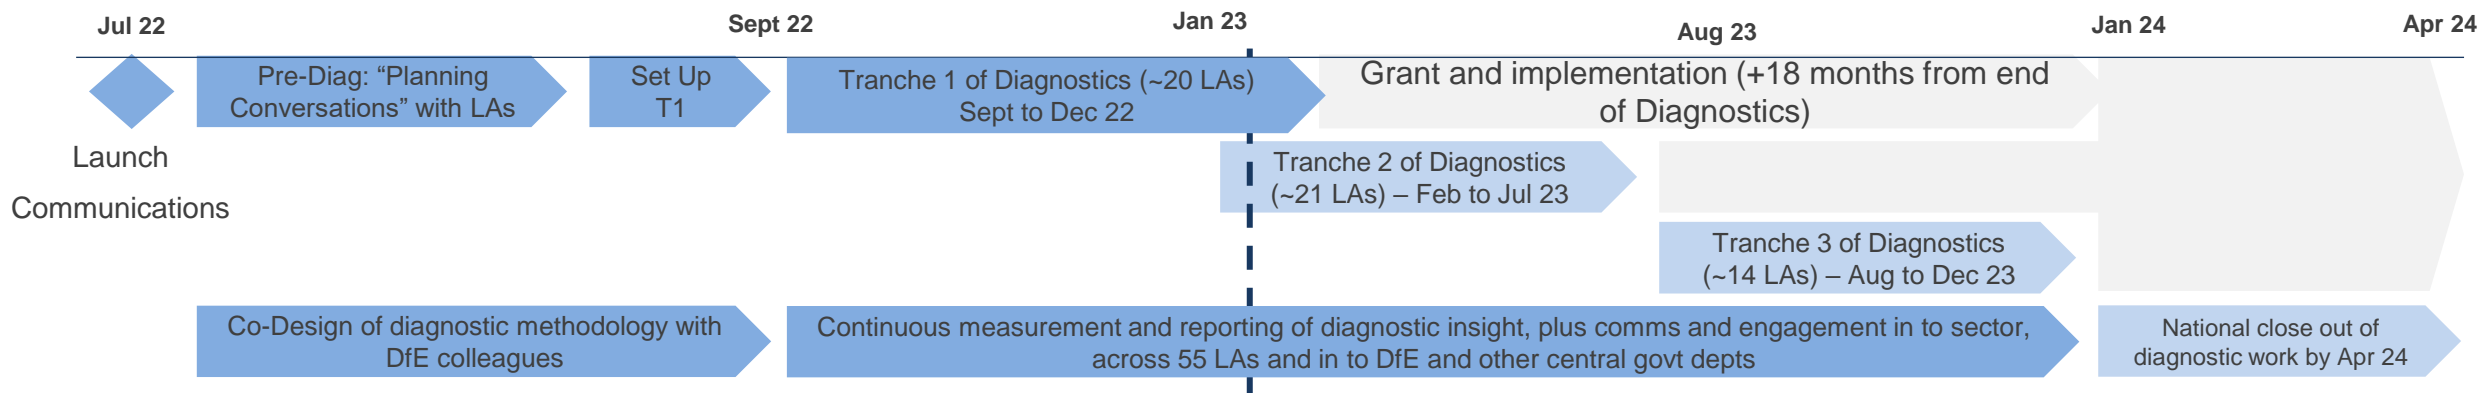 Jul 22
Sept 22
Jan 23
Aug 23
Jan 24
Apr 24
Pre-Diag: “Planning
Conversations” with LAs
Set Up
T1
Tranche 1 of Diagnostics (~20 LAs)
Sept to Dec 22
Grant and implementation (+18 months from end
of Diagnostics)
Launch
Communications
Tranche 2 of Diagnostics
(~21 LAs) – Feb to Jul 23
Tranche 3 of Diagnostics
(~14 LAs) – Aug to Dec 23
Co-Design of diagnostic methodology with
DfE colleagues
Continuous measurement and reporting of diagnostic insight, plus comms and engagement in to sector,
across 55 LAs and in to DfE and other central govt depts
National close out of
diagnostic work by Apr 24